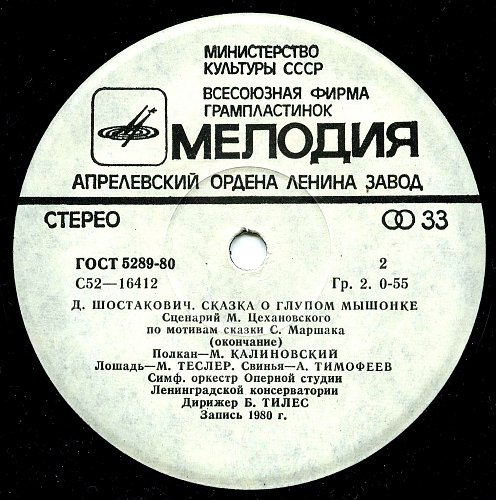 МИНИСТЕРСТВО
КУЛЬТУРЫ СССР
ВСЕСОЮЗНАЯ ФИРМА
ГРАМПЛАСТИНОК
МЕЛОДИЯ
АПРЕЛЕВСКИЙ ОРДЕНА ЛЕНИНА ЗАВОД
СТЕРЕО 33
ГОСТ 5289-80 2
С52—16412 Гр. 2. 0-55
Д. ШОСТАКОВИЧ. СКАЗКА О ГЛУПОМ МЫШОНКЕ
Сценарий М. Цехановского
по мотивам сказки С. Маршака
(окончание)
Полкан—М. КАЛИНОВСКИЙ
Лошадь—М. ТЕСЛЕР. Свинья—А. ТИМОФЕЕВ
Симф. оркестр Оперной студии
Ленинградской консерватории
Дирижер Б. ТИЛЕС
Запись 1980 г.